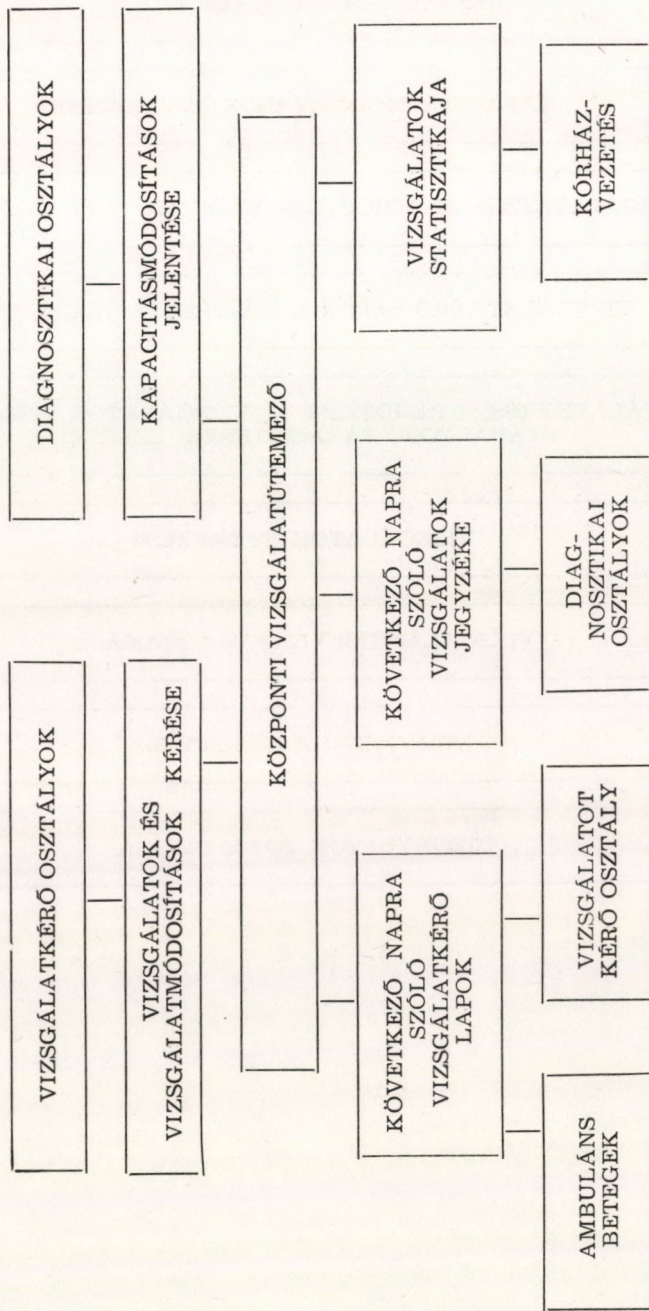 VIZSGÁLATKÉRŐ OSZTÁLYOK
DIAGNOSZTIKAI OSZTÁLYOK
VIZSGÁLATOK ÉS
VIZSGÁLATMÓDOSÍTÁSOK KÉRÉSE
KAPACITÁSMÓDOSÍTÁSOK
JELENTÉSE
KÖZPONTI VIZSGÁLATÜTEMEZŐ
KÖVETKEZŐ NAPRA
SZÓLÓ
VIZSGÁLATKÉRŐ
LAPOK
KÖVETKEZŐ NAPRA
SZÓLÓ
VIZSGÁLATOK
JEGYZÉKE
VIZSGÁLATOK
STATISZTIKÁJA
AMBULÁNS
BETEGEK
VIZSGÁLATOT
KÉRŐ OSZTÁLY
DIAG-
NOSZTIKAI
OSZTÁLYOK
KÓRHÁZ-
VEZETÉS